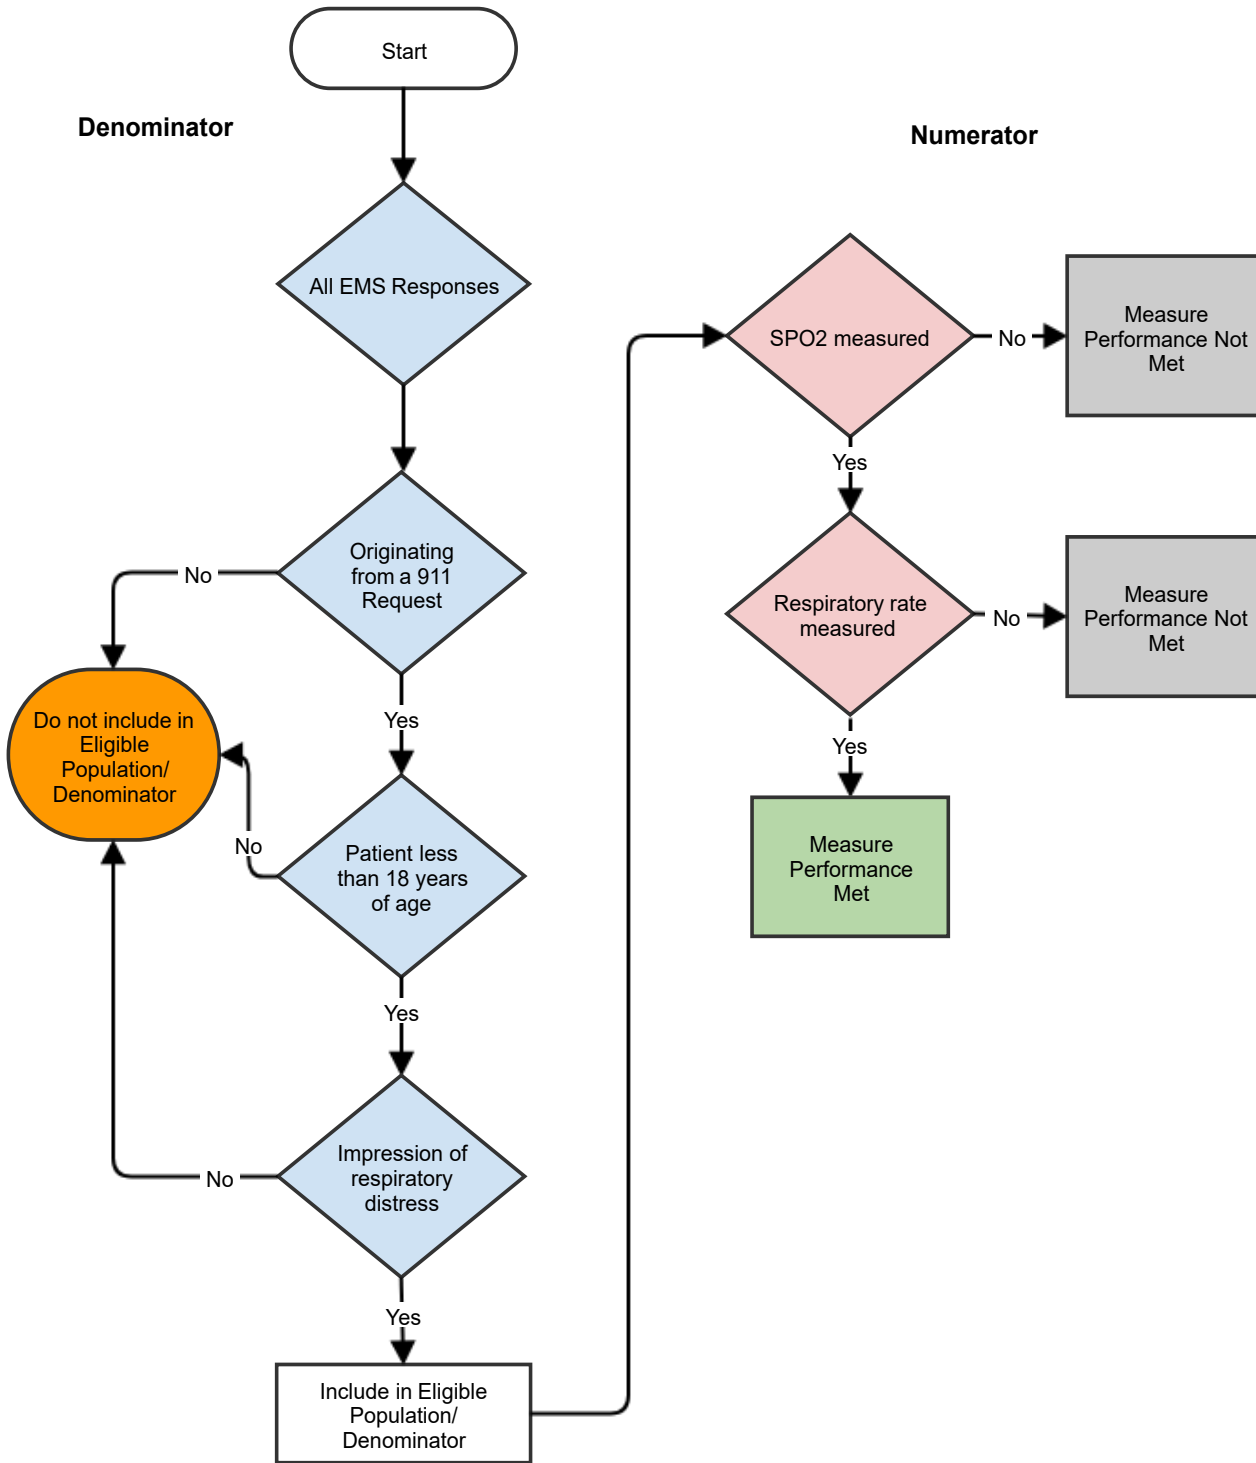 Start
Denominator
All EMS Responses
Originating
from a 911
Request
No
Yes
Do not include in
Eligible
Population/
Denominator
Patient less
than 18 years
of age
No
Yes
Impression of
respiratory
distress
No
Yes
Include in Eligible
Population/
Denominator
Numerator
SPO2 measured
No
Measure
Performance Not
Met
Yes
Respiratory rate
measured
No
Measure
Performance Not
Met
Yes
Measure
Performance
Met